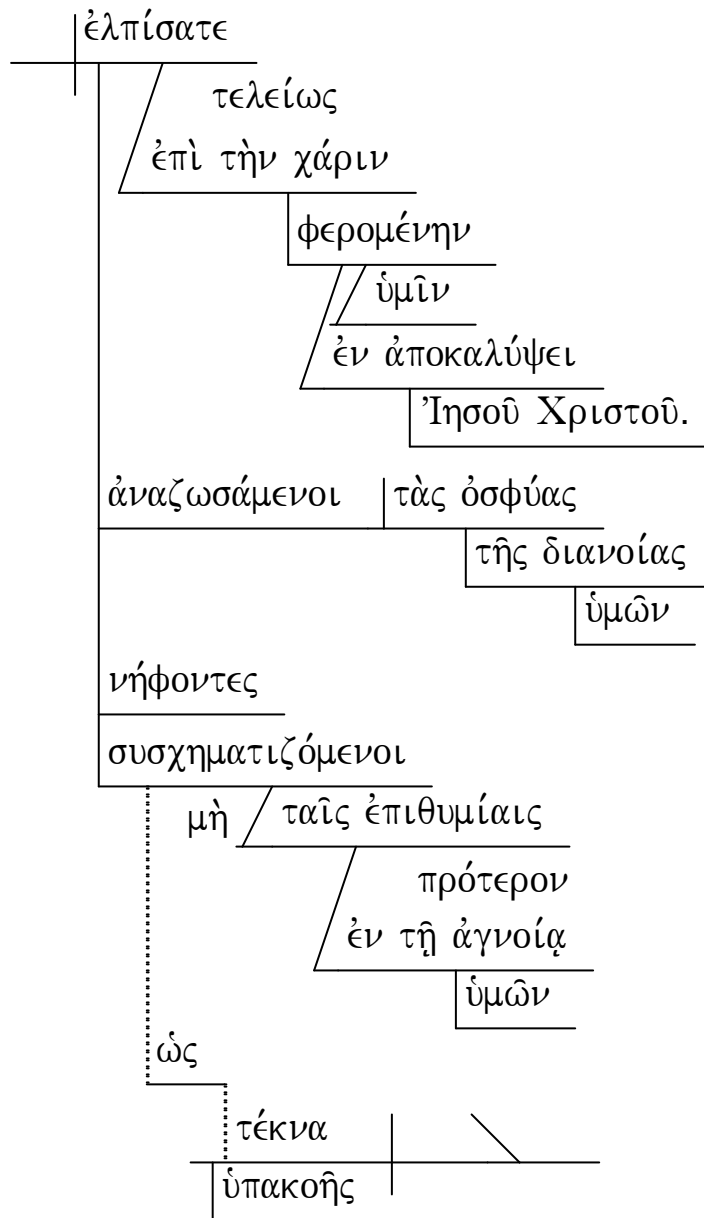 ἐλπίσατε
τελείως
ἐπὶ τὴν χάριν
φερομένην
ὑμῖν
ἐν ἀποκαλύψει
Ἰησοῦ Χριστοῦ.
ἀναζωσάμενοι τὰς ὀσφύας
τῆς διανοίας
ὑμῶν
νήφοντες
συσχηματιζόμενοι
μὴ ταῖς ἐπιθυμίαις
πρότερον
ἐν τῇ ἀγνοίᾳ
ὑμῶν
ὡς
τέκνα
ὑπακοῆς